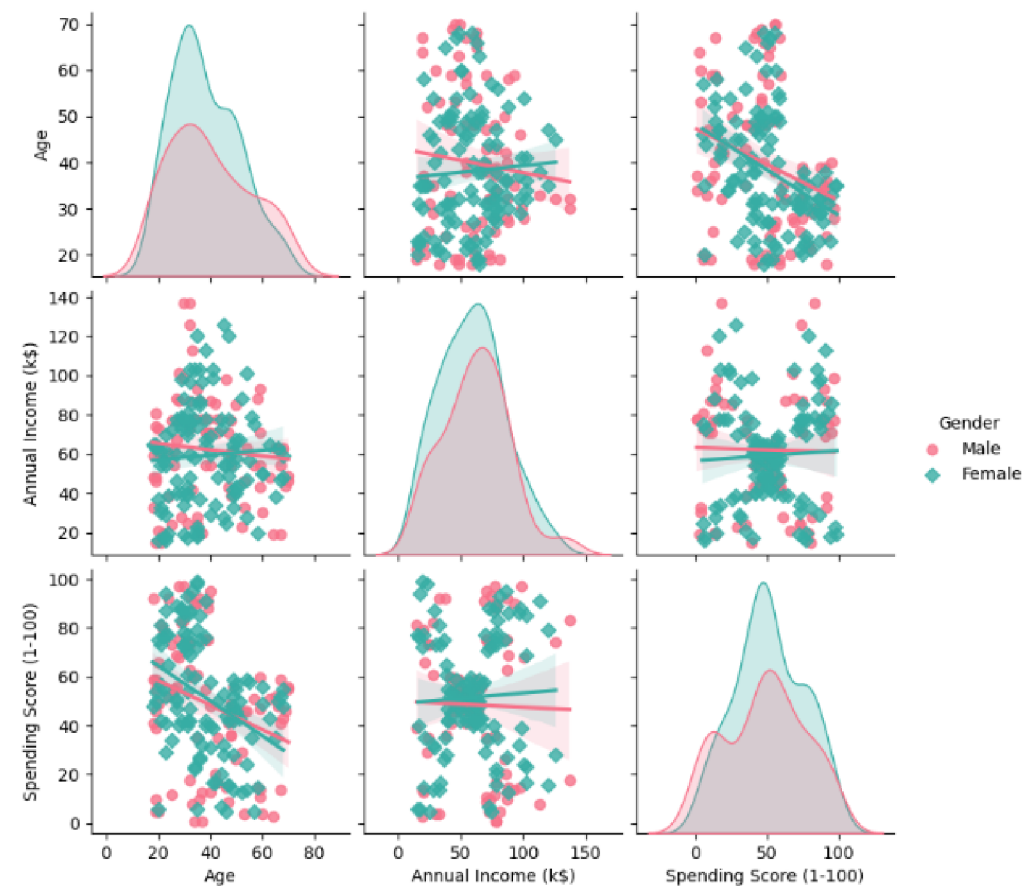 70
60
50
40
30
20
Age
140
120
100
80
60
40
20
Annual Income (k$)
Gender
Male
Female
100
80
60
40
20
0
Spending Score (1-100)
0 20 40 60 80
0 50 100 150
0 50 100
Age
Annual Income (k$)
Spending Score (1-100)